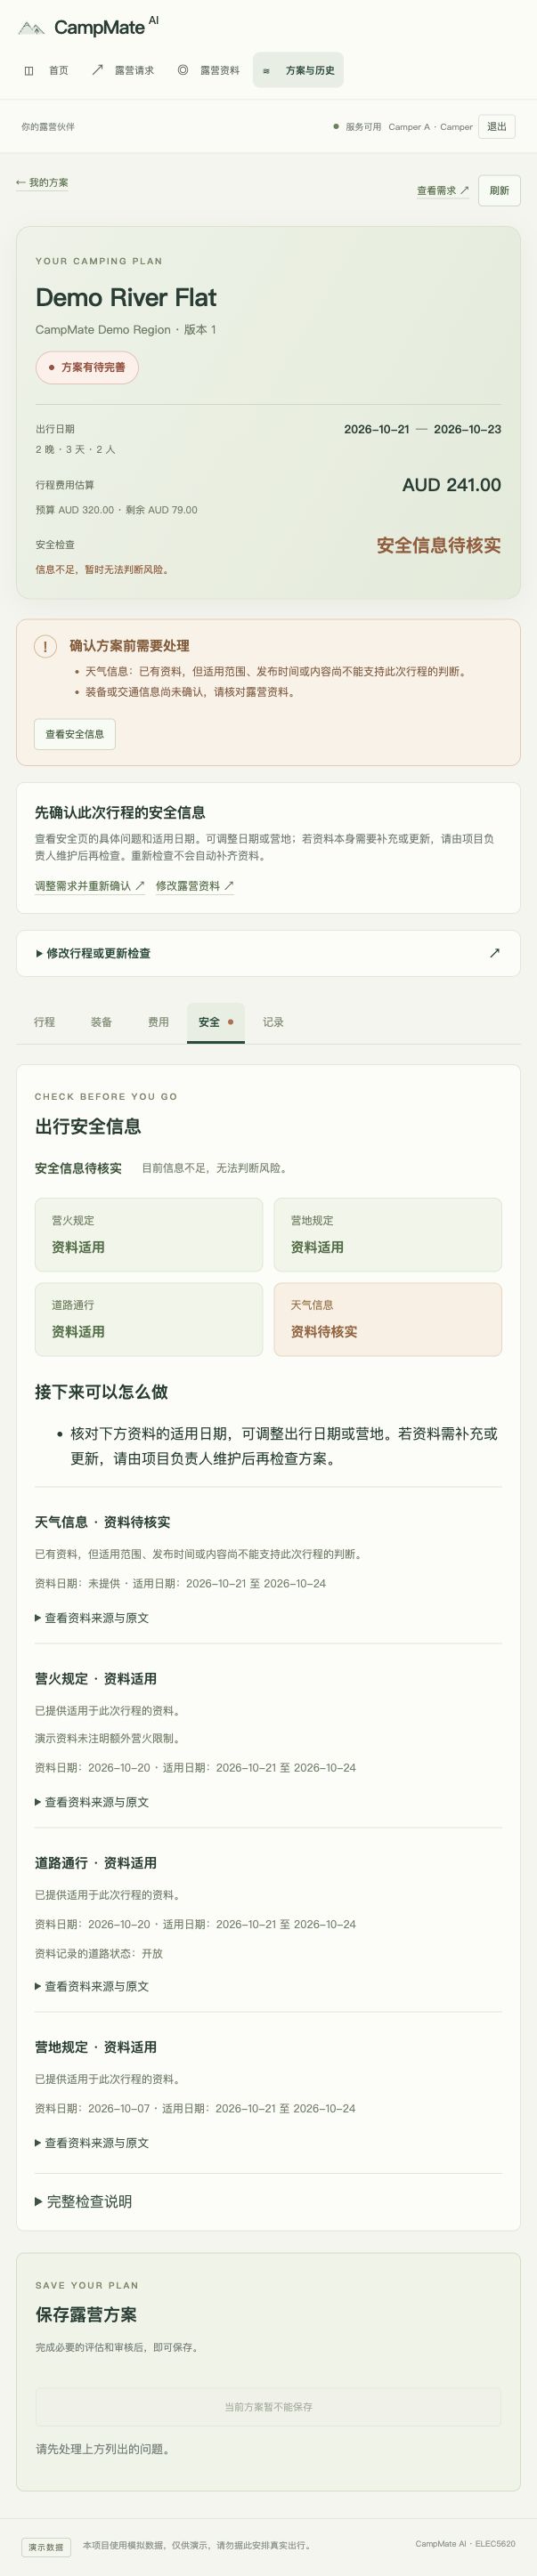 CampMate AI
首页
露营请求
露营资料
方案与历史
你的露营伙伴
服务可用 Camper A · Camper
退出
← 我的方案
查看需求 ↗
刷新
YOUR CAMPING PLAN
Demo River Flat
CampMate Demo Region · 版本 1
方案有待完善
出行日期
2026-10-21 — 2026-10-23
2 晚 · 3 天 · 2 人
行程费用估算
AUD 241.00
预算 AUD 320.00 · 剩余 AUD 79.00
安全检查
安全信息待核实
信息不足，暂时无法判断风险。
! 确认方案前需要处理
• 天气信息：已有资料，但适用范围、发布时间或内容尚不能支持此次行程的判断。
• 装备或交通信息尚未确认，请核对露营资料。
查看安全信息
先确认此次行程的安全信息
查看安全页的具体问题和适用日期。可调整日期或营地；若资料本身需要补充或更新，请由项目负
责人维护后再检查。重新检查不会自动补齐资料。
调整需求并重新确认 ↗ 修改露营资料 ↗
▶ 修改行程或更新检查 ↗
行程
装备
费用
安全
记录
CHECK BEFORE YOU GO
出行安全信息
安全信息待核实 目前信息不足，无法判断风险。
营火规定
资料适用
营地规定
资料适用
道路通行
资料适用
天气信息
资料待核实
接下来可以怎么做
• 核对下方资料的适用日期，可调整出行日期或营地。若资料需补充或
更新，请由项目负责人维护后再检查方案。
天气信息 · 资料待核实
已有资料，但适用范围、发布时间或内容尚不能支持此次行程的判断。
资料日期：未提供 · 适用日期：2026-10-21 至 2026-10-24
▶ 查看资料来源与原文
营火规定 · 资料适用
已提供适用于此次行程的资料。
演示资料未注明额外营火限制。
资料日期：2026-10-20 · 适用日期：2026-10-21 至 2026-10-24
▶ 查看资料来源与原文
道路通行 · 资料适用
已提供适用于此次行程的资料。
资料日期：2026-10-20 · 适用日期：2026-10-21 至 2026-10-24
资料记录的道路状态：开放
▶ 查看资料来源与原文
营地规定 · 资料适用
已提供适用于此次行程的资料。
资料日期：2026-10-07 · 适用日期：2026-10-21 至 2026-10-24
▶ 查看资料来源与原文
▶ 完整检查说明
SAVE YOUR PLAN
保存露营方案
完成必要的评估和审核后，即可保存。
当前方案暂不能保存
请先处理上方列出的问题。
演示数据
本项目使用模拟数据，仅供演示，请勿据此安排真实出行。
CampMate AI · ELEC5620